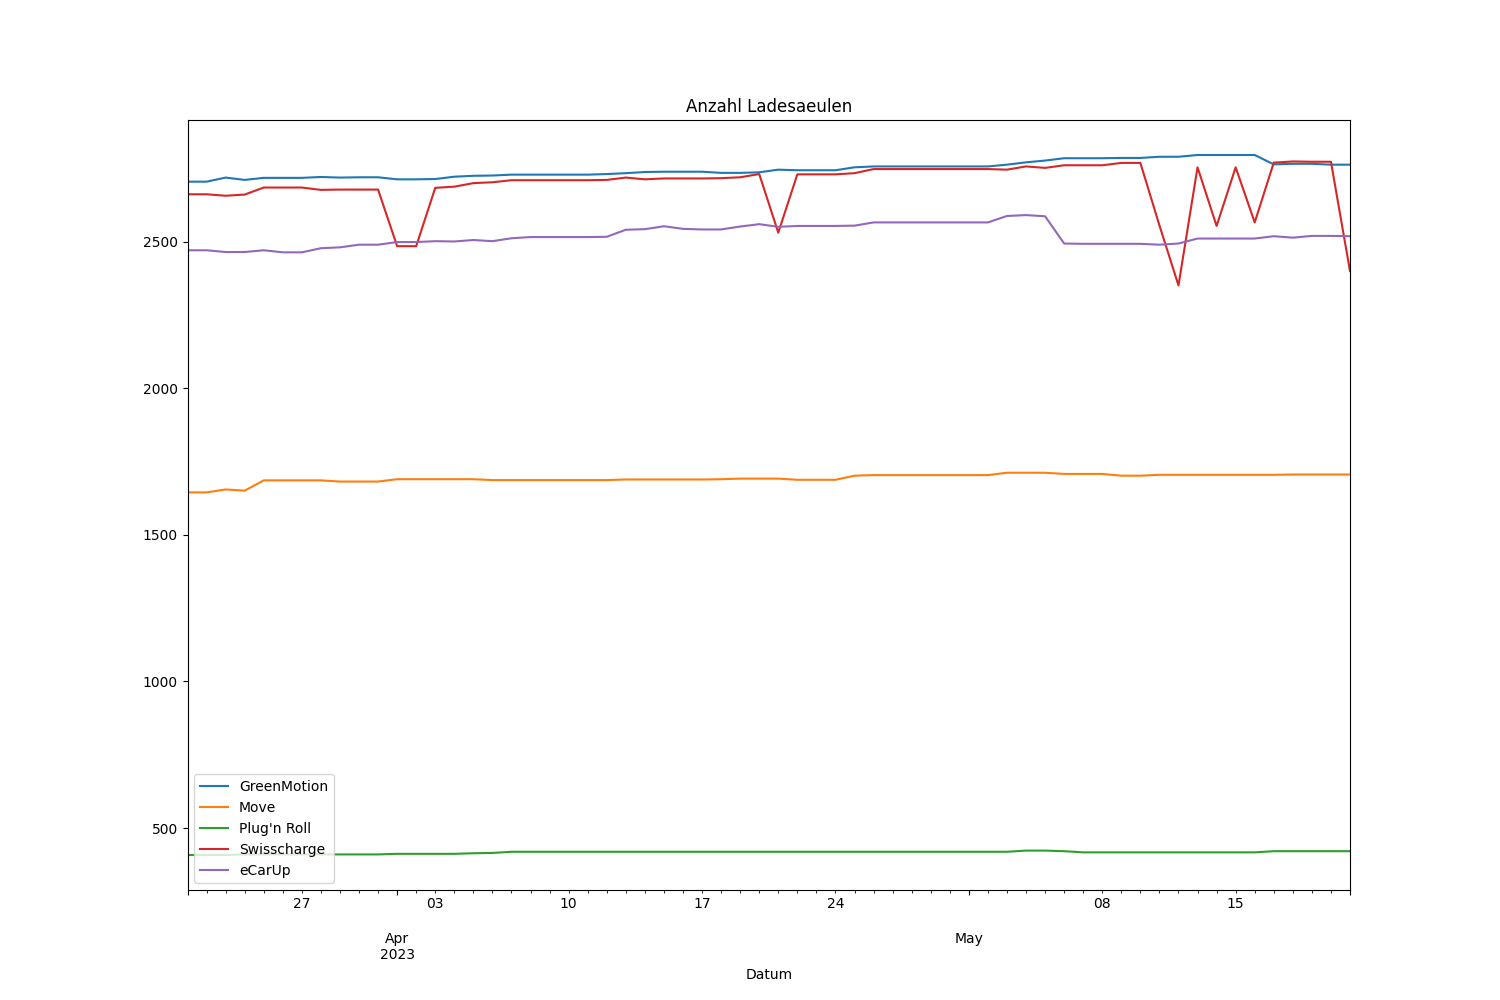 Anzahl Ladesaeulen
2500
2000
1500
1000
500
GreenMotion
Move
Plug'n Roll
Swisscharge
eCarUp
27 03 10 17 24 08 15
Apr May
2023
Datum